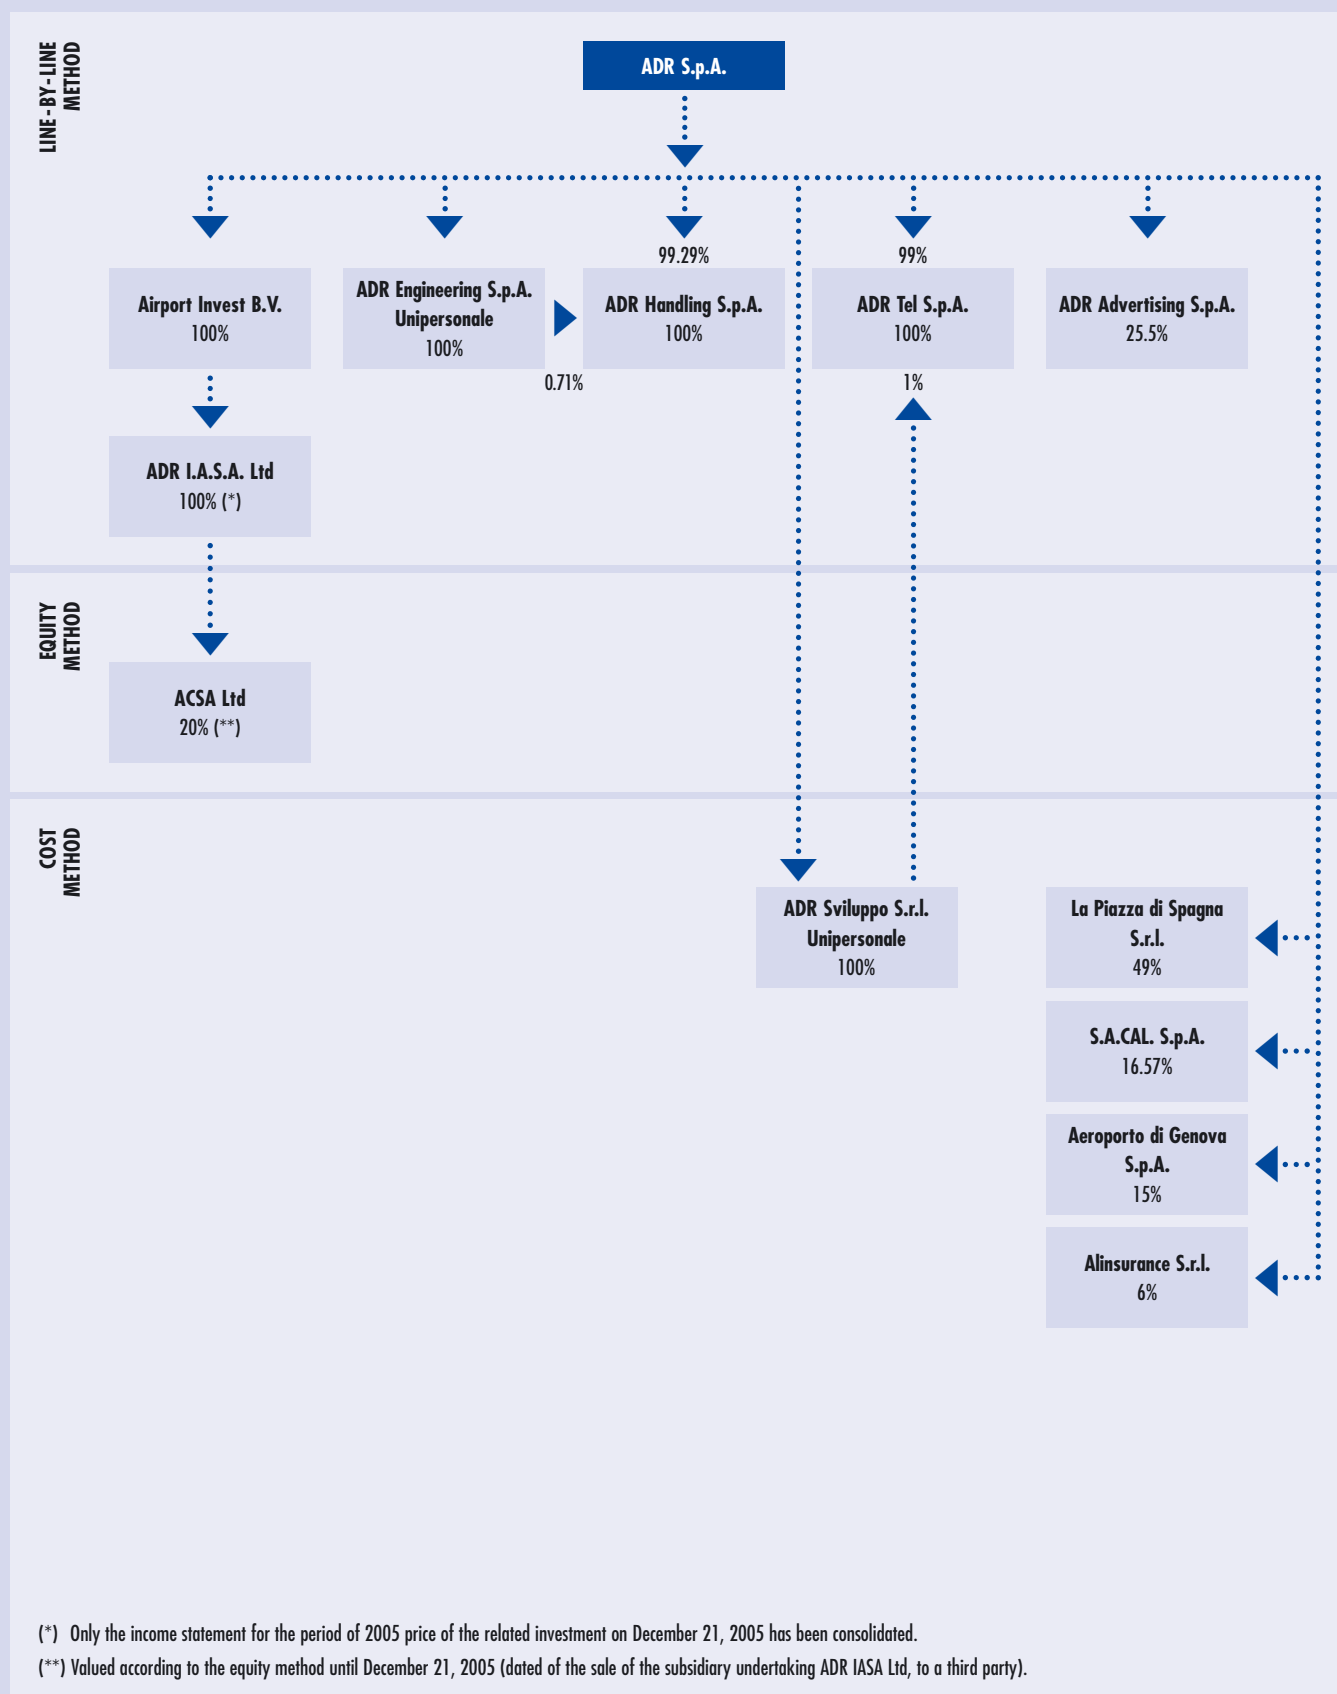 LINE-BY-LINE
METHOD
ADR S.p.A.
99.29%
99%
Airport Invest B.V.
100%
ADR Engineering S.p.A.
Unipersonale
100%
ADR Handling S.p.A.
100%
ADR Tel S.p.A.
100%
ADR Advertising S.p.A.
25.5%
0.71%
1%
ADR I.A.S.A. Ltd
100% (*)
EQUITY
METHOD
ACSA Ltd
20% (**)
COST
METHOD
ADR Sviluppo S.r.l.
Unipersonale
100%
La Piazza di Spagna
S.r.l.
49%
S.A.CAL. S.p.A.
16.57%
Aeroporto di Genova
S.p.A.
15%
Alinsurance S.r.l.
6%
(*) Only the income statement for the period of 2005 price of the related investment on December 21, 2005 has been consolidated.
(**) Valued according to the equity method until December 21, 2005 (dated of the sale of the subsidiary undertaking ADR IASA Ltd, to a third party).